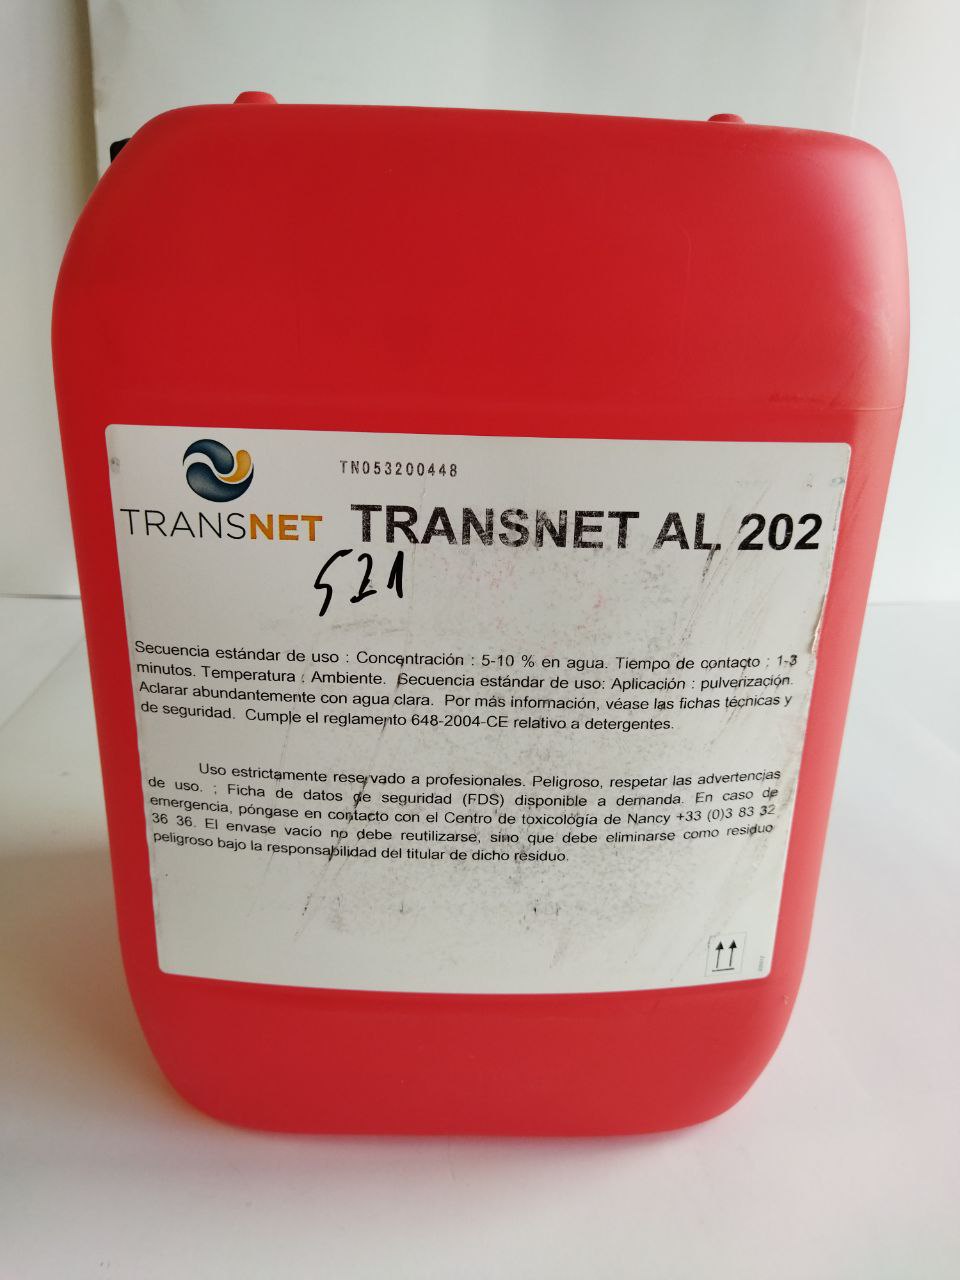 TN053200448
TRANSNET
TRANSNET AL 202
521
Secuencia estándar de uso : Concentración : 5-10 % en agua. Tiempo de contacto : 1-3
minutos. Temperatura : Ambiente. Secuencia estándar de uso: Aplicación : pulverización.
Aclarar abundantemente con agua clara. Por más información, véase las fichas técnicas y
de seguridad. Cumple el reglamento 648-2004-CE relativo a detergentes.
Uso estrictamente reservado a profesionales. Peligroso, respetar las advertencias
de uso. ; Ficha de datos de seguridad (FDS) disponible a demanda. En caso de
emergencia, póngase en contacto con el Centro de toxicología de Nancy +33 (0)3 83 32
36 36. El envase vacío no debe reutilizarse, sino que debe eliminarse como residuo
peligroso bajo la responsabilidad del titular de dicho residuo.